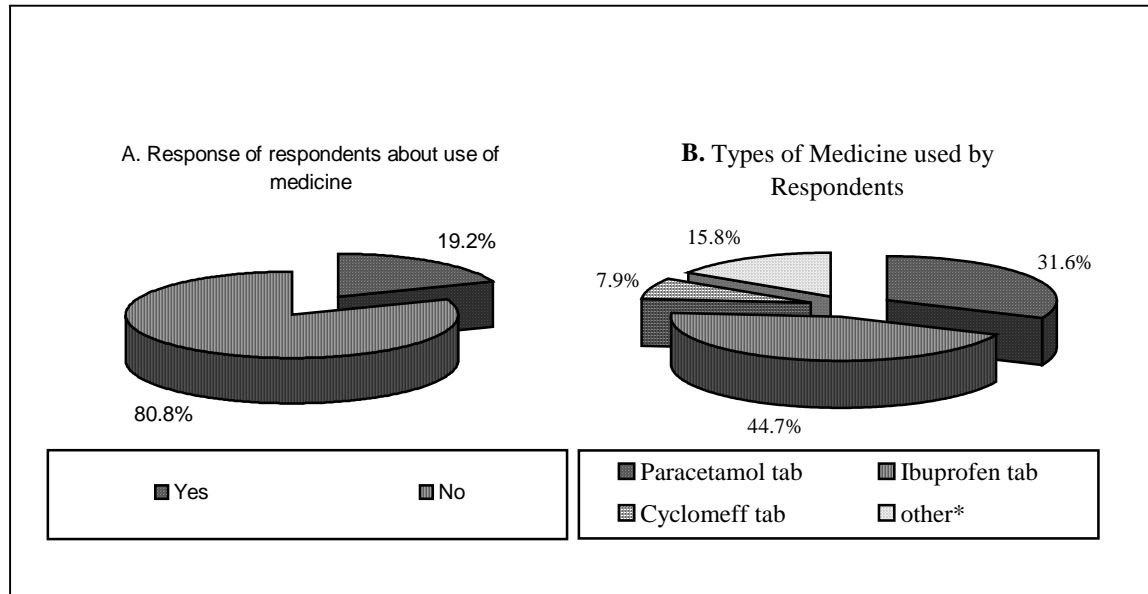 A. Response of respondents about use of
medicine
19.2%
80.8%
Yes
No
B. Types of Medicine used by
Respondents
15.8%
31.6%
7.9%
44.7%
Paracetamol tab
Ibuprofen tab
Cyclomeff tab
other*